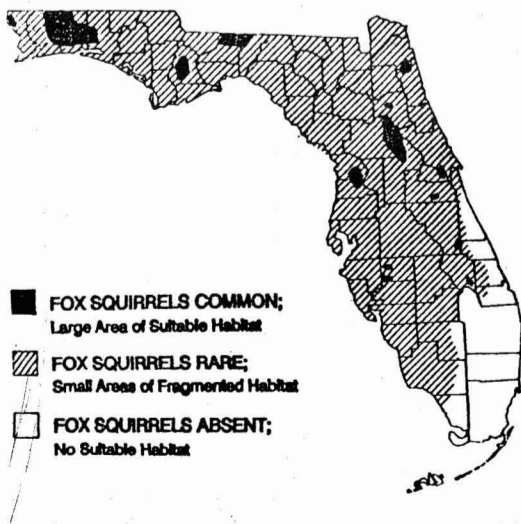 FOX SQUIRRELS COMMON;
Large Area of Suitable Habitat
FOX SQUIRRELS RARE;
Small Areas of Fragmented Habitat
FOX SQUIRRELS ABSENT;
No Suitable Habitat